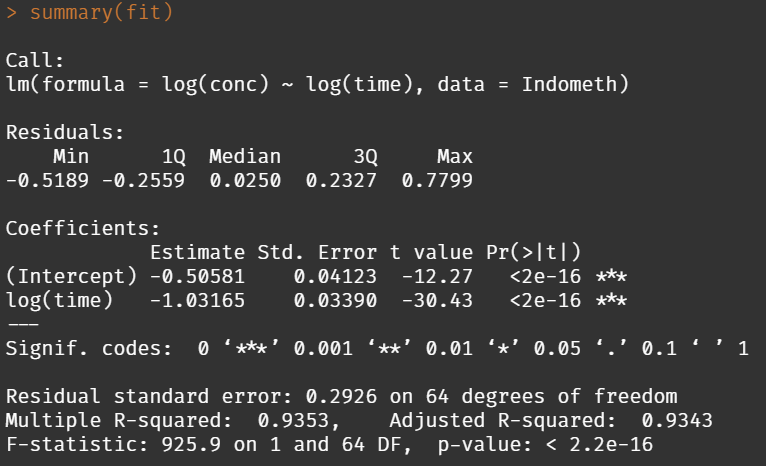 > summary(fit)

Call:
lm(formula = log(conc) ~ log(time), data = Indometh)

Residuals:
    Min      1Q  Median      3Q     Max
-0.5189 -0.2559  0.0250  0.2327  0.7799

Coefficients:
            Estimate Std. Error t value Pr(>|t|)
(Intercept) -0.50581    0.04123  -12.27   <2e-16 ***
log(time)   -1.03165    0.03390  -30.43   <2e-16 ***
---
Signif. codes:  0 ‘***’ 0.001 ‘**’ 0.01 ‘*’ 0.05 ‘.’ 0.1 ‘ ’ 1

Residual standard error: 0.2926 on 64 degrees of freedom
Multiple R-squared:  0.9353,	Adjusted R-squared:  0.9343
F-statistic: 925.9 on 1 and 64 DF,  p-value: < 2.2e-16